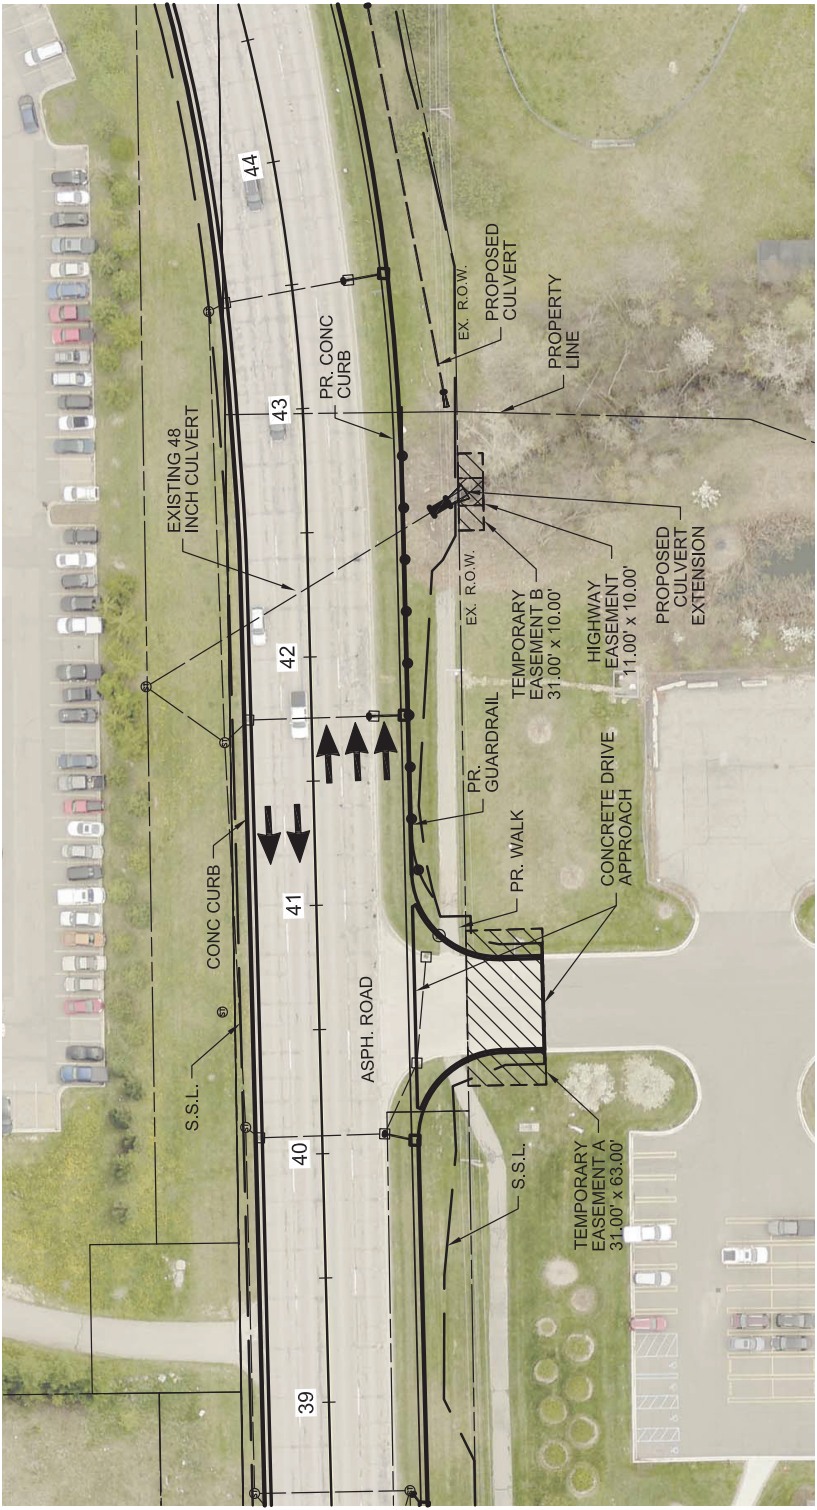 EXISTING 48
INCH CULVERT
CONC CURB
S.S.L.
39
40
41
42
43
44
ASPH. ROAD
PR. CONC
CURB
EX. R.O.W.
PROPOSED
CULVERT
PROPERTY
LINE
EX. R.O.W.
PR.
GUARDRAIL
PR. WALK
TEMPORARY
EASEMENT B
31.00' x 10.00'
HIGHWAY
EASEMENT
11.00' x 10.00'
PROPOSED
CULVERT
EXTENSION
CONCRETE DRIVE
APPROACH
S.S.L.
TEMPORARY
EASEMENT A
31.00' x 63.00'